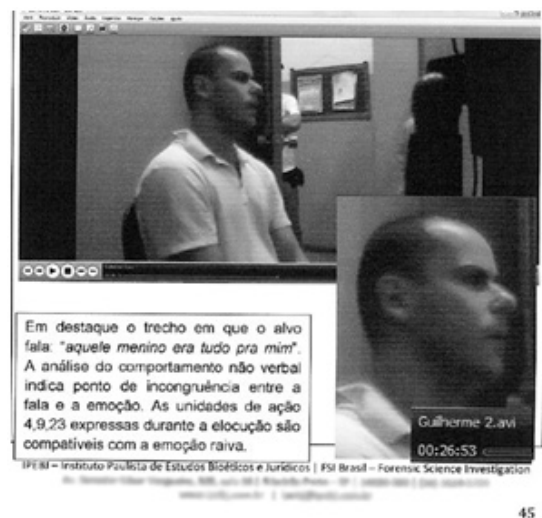 Guilherme 2.avi
00:26:53
Em destaque o trecho em que o alvo
fala: "aquele menino era tudo pra mim".
A análise do comportamento não verbal
indica ponto de incongruência entre a
fala e a emoção. As unidades de ação
4,9,23 expressas durante a elocução são
compatíveis com a emoção raiva.
IPEBJ – Instituto Paulista de Estudos Bioéticos e Jurídicos | FSI Brasil – Forensic Science Investigation
45